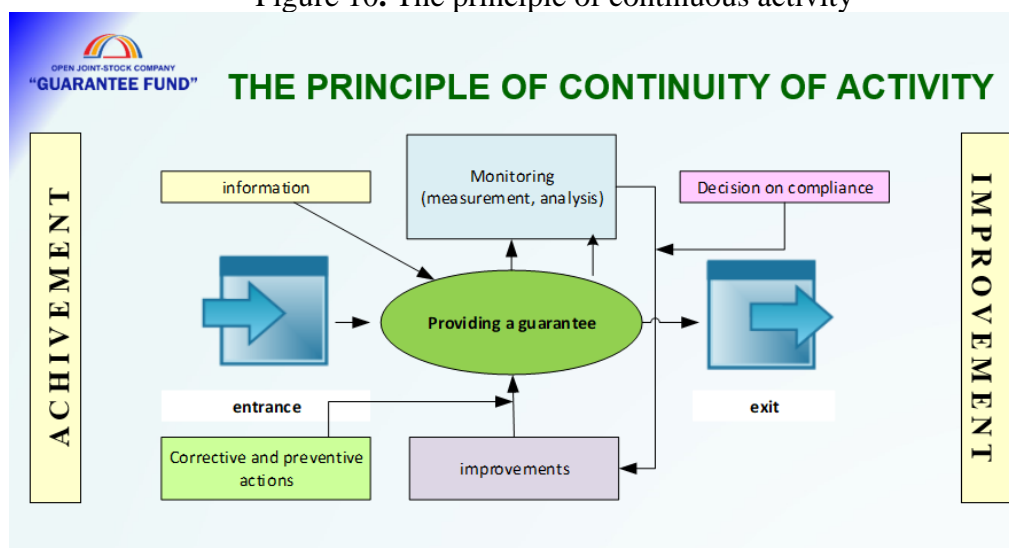 Figure 10. The principle of continuous activity
OPEN JOINT-STOCK COMPANY
“GUARANTEE FUND”
THE PRINCIPLE OF CONTINUITY OF ACTIVITY
ACHIVEMENT
information
Monitoring
(measurement, analysis)
Decision on compliance
IMPROVEMENT
Providing a guarantee
entrance
exit
Corrective and preventive
actions
improvements